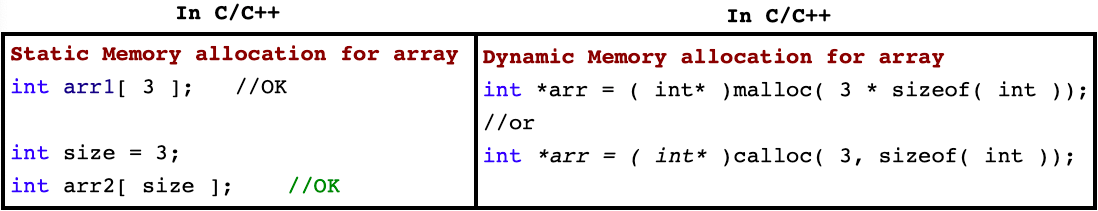 In C/C++
Static Memory allocation for array
int arr1[ 3 ];   //OK
int size = 3;
int arr2[ size ];    //OK
In C/C++
Dynamic Memory allocation for array
int *arr = ( int* )malloc( 3 * sizeof( int ));
//or
int *arr = ( int* )calloc( 3, sizeof( int ));